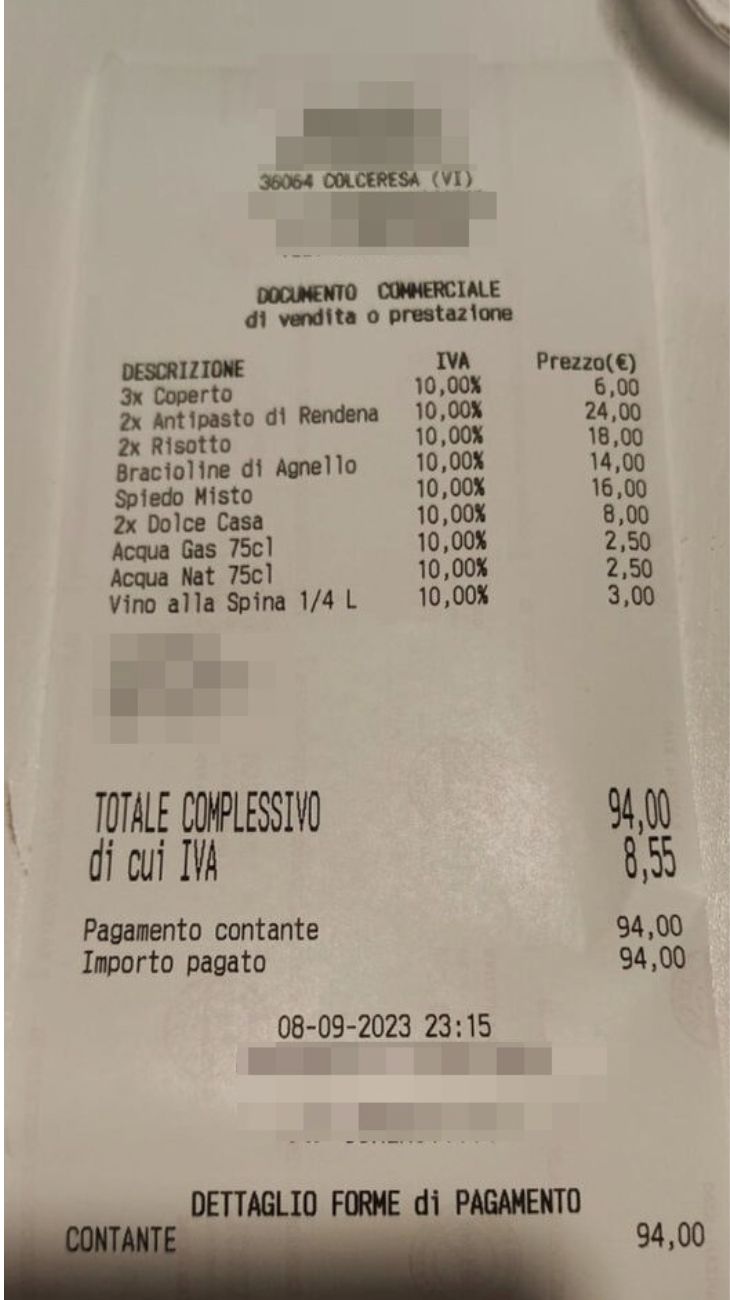 36064 COLCERESA (VI)
DOCUMENTO COMMERCIALE
di vendita o prestazione
DESCRIZIONE IVA Prezzo(€)
3x Coperto 10,00% 6,00
2x Antipasto di Rendena 10,00% 24,00
2x Risotto 10,00% 18,00
Bracioline di Agnello 10,00% 14,00
Spiedo Misto 10,00% 16,00
2x Dolce Casa 10,00% 8,00
Acqua Gas 75cl 10,00% 2,50
Acqua Nat 75cl 10,00% 2,50
Vino alla Spina 1/4 L 10,00% 3,00
TOTALE COMPLESSIVO 94,00
di cui IVA 8,55
Pagamento contante 94,00
Importo pagato 94,00
08-09-2023 23:15
DETTAGLIO FORME di PAGAMENTO
CONTANTE 94,00